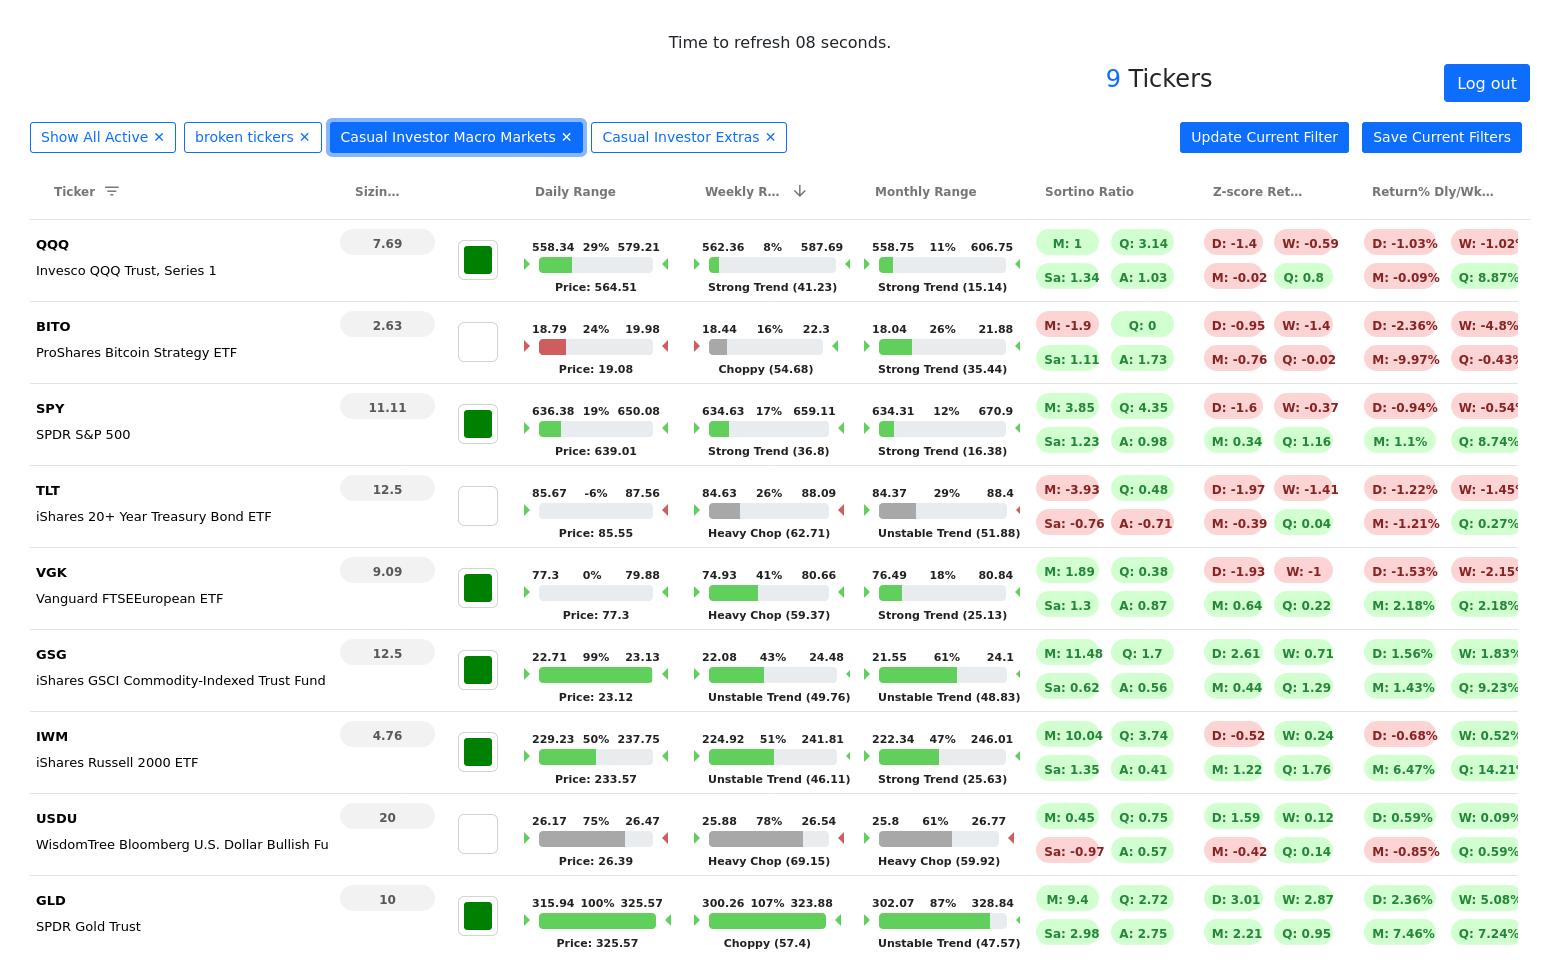 Time to refresh 08 seconds.
9 Tickers
Log out
Show All Active ✕ broken tickers ✕ Casual Investor Macro Markets ✕ Casual Investor Extras ✕ Update Current Filter Save Current Filters
Ticker Sizin... Daily Range Weekly R... Monthly Range Sortino Ratio Z-score Ret... Return% Dly/Wk...
QQQ 7.69 558.34 29% 579.21 562.36 8% 587.69 558.75 11% 606.75 M: 1 Q: 3.14 D: -1.4 W: -0.59 D: -1.03% W: -1.02%
Invesco QQQ Trust, Series 1 Price: 564.51 Strong Trend (41.23) Strong Trend (15.14) Sa: 1.34 A: 1.03 M: -0.02 Q: 0.8 M: -0.09% Q: 8.87%
BITO 2.63 18.79 24% 19.98 18.44 16% 22.3 18.04 26% 21.88 M: -1.9 Q: 0 D: -0.95 W: -1.4 D: -2.36% W: -4.8%
ProShares Bitcoin Strategy ETF Price: 19.08 Choppy (54.68) Strong Trend (35.44) Sa: 1.11 A: 1.73 M: -0.76 Q: -0.02 M: -9.97% Q: -0.43%
SPY 11.11 636.38 19% 650.08 634.63 17% 659.11 634.31 12% 670.9 M: 3.85 Q: 4.35 D: -1.6 W: -0.37 D: -0.94% W: -0.54%
SPDR S&P 500 Price: 639.01 Strong Trend (36.8) Strong Trend (16.38) Sa: 1.23 A: 0.98 M: 0.34 Q: 1.16 M: 1.1% Q: 8.74%
TLT 12.5 85.67 -6% 87.56 84.63 26% 88.09 84.37 29% 88.4 M: -3.93 Q: 0.48 D: -1.97 W: -1.41 D: -1.22% W: -1.45%
iShares 20+ Year Treasury Bond ETF Price: 85.55 Heavy Chop (62.71) Unstable Trend (51.88) Sa: -0.76 A: -0.71 M: -0.39 Q: 0.04 M: -1.21% Q: 0.27%
VGK 9.09 77.3 0% 79.88 74.93 41% 80.66 76.49 18% 80.84 M: 1.89 Q: 0.38 D: -1.93 W: -1 D: -1.53% W: -2.15%
Vanguard FTSEEuropean ETF Price: 77.3 Heavy Chop (59.37) Strong Trend (25.13) Sa: 1.3 A: 0.87 M: 0.64 Q: 0.22 M: 2.18% Q: 2.18%
GSG 12.5 22.71 99% 23.13 22.08 43% 24.48 21.55 61% 24.1 M: 11.48 Q: 1.7 D: 2.61 W: 0.71 D: 1.56% W: 1.83%
iShares GSCI Commodity-Indexed Trust Fund Price: 23.12 Unstable Trend (49.76) Unstable Trend (48.83) Sa: 0.62 A: 0.56 M: 0.44 Q: 1.29 M: 1.43% Q: 9.23%
IWM 4.76 229.23 50% 237.75 224.92 51% 241.81 222.34 47% 246.01 M: 10.04 Q: 3.74 D: -0.52 W: 0.24 D: -0.68% W: 0.52%
iShares Russell 2000 ETF Price: 233.57 Unstable Trend (46.11) Strong Trend (25.63) Sa: 1.35 A: 0.41 M: 1.22 Q: 1.76 M: 6.47% Q: 14.21%
USDU 20 26.17 75% 26.47 25.88 78% 26.54 25.8 61% 26.77 M: 0.45 Q: 0.75 D: 1.59 W: 0.12 D: 0.59% W: 0.09%
WisdomTree Bloomberg U.S. Dollar Bullish Fu Price: 26.39 Heavy Chop (69.15) Heavy Chop (59.92) Sa: -0.97 A: 0.57 M: -0.42 Q: 0.14 M: -0.85% Q: 0.59%
GLD 10 315.94 100% 325.57 300.26 107% 323.88 302.07 87% 328.84 M: 9.4 Q: 2.72 D: 3.01 W: 2.87 D: 2.36% W: 5.08%
SPDR Gold Trust Price: 325.57 Choppy (57.4) Unstable Trend (47.57) Sa: 2.98 A: 2.75 M: 2.21 Q: 0.95 M: 7.46% Q: 7.24%